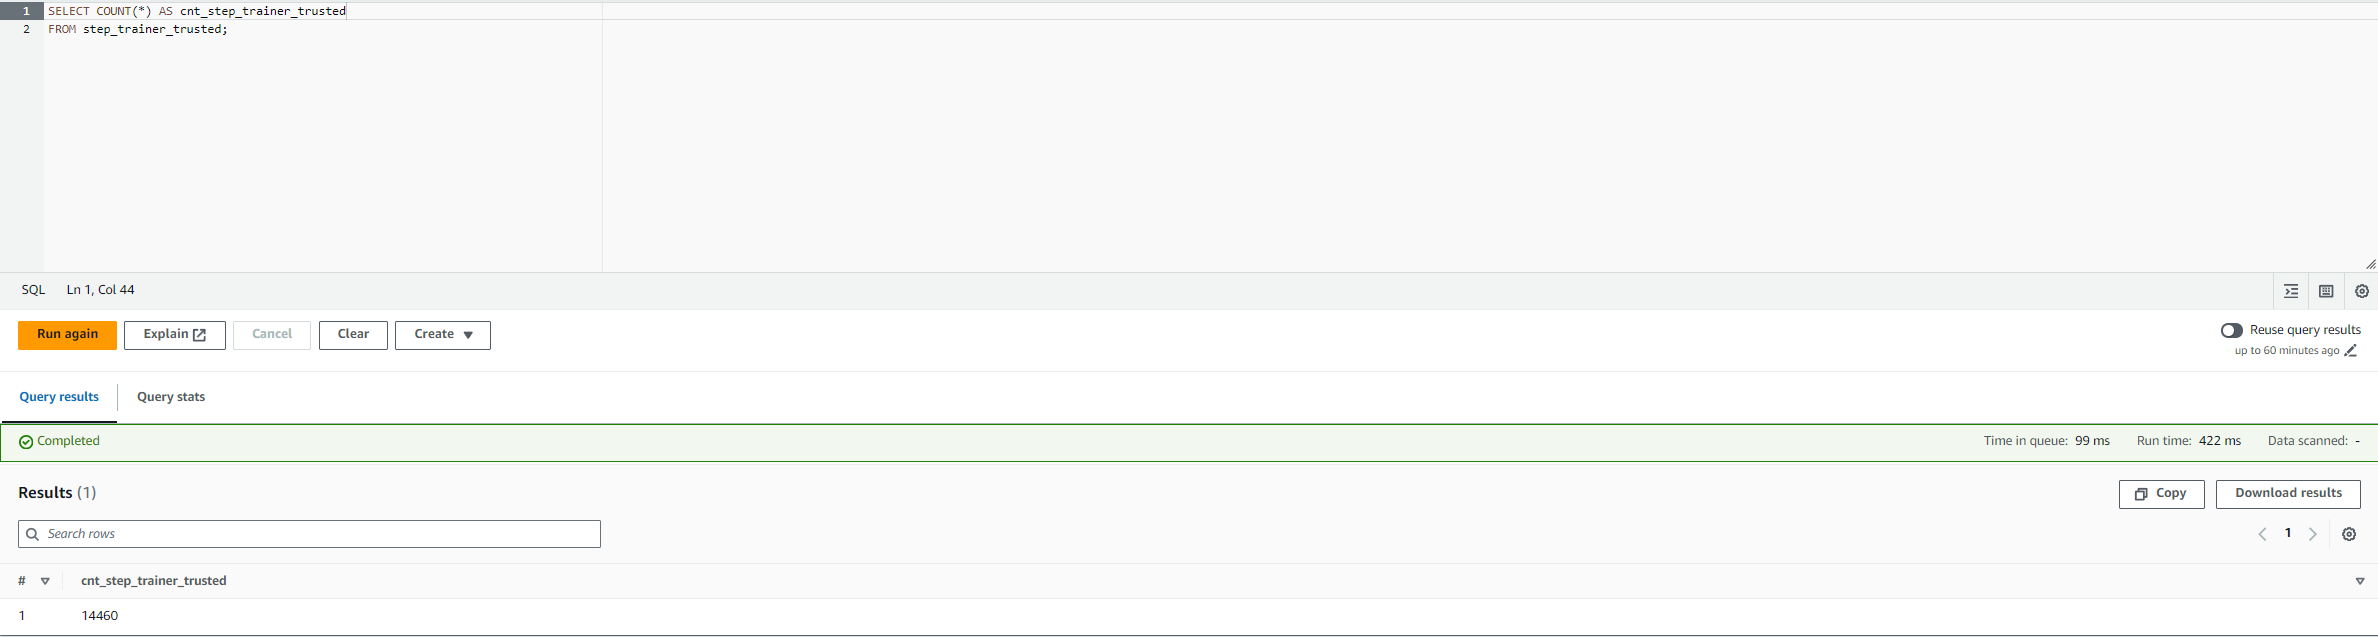 1 SELECT COUNT(*) AS cnt_step_trainer_trusted
2 FROM step_trainer_trusted;
SQL Ln 1, Col 44
Run again Explain Cancel Clear Create Reuse query results
up to 60 minutes ago
Query results Query stats
Completed Time in queue: 99 ms Run time: 422 ms Data scanned: -
Results (1) Copy Download results
Search rows 1
# cnt_step_trainer_trusted
1 14460